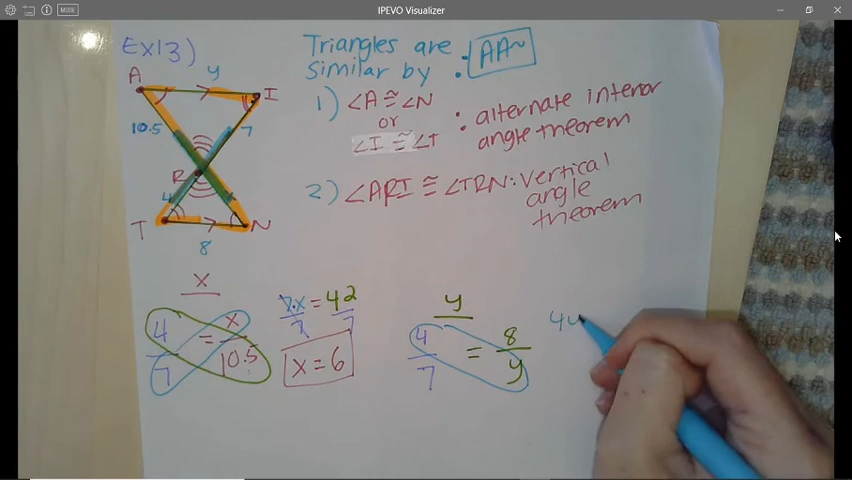 IPEVO Visualizer
MODE
Ex13)
Triangles are
similar by : AA~
A
y
I
10.5
7
R
4
T
N
8
1) ∠A ≅ ∠N
or
∠I ≅ ∠T
: alternate interior
angle theorem
2) ∠ARI ≅ ∠TRN: vertical
angle
theorem
x
4/7 = x/10.5
7·x = 42
7 7
x = 6
y
4/7 = 8/y
4y